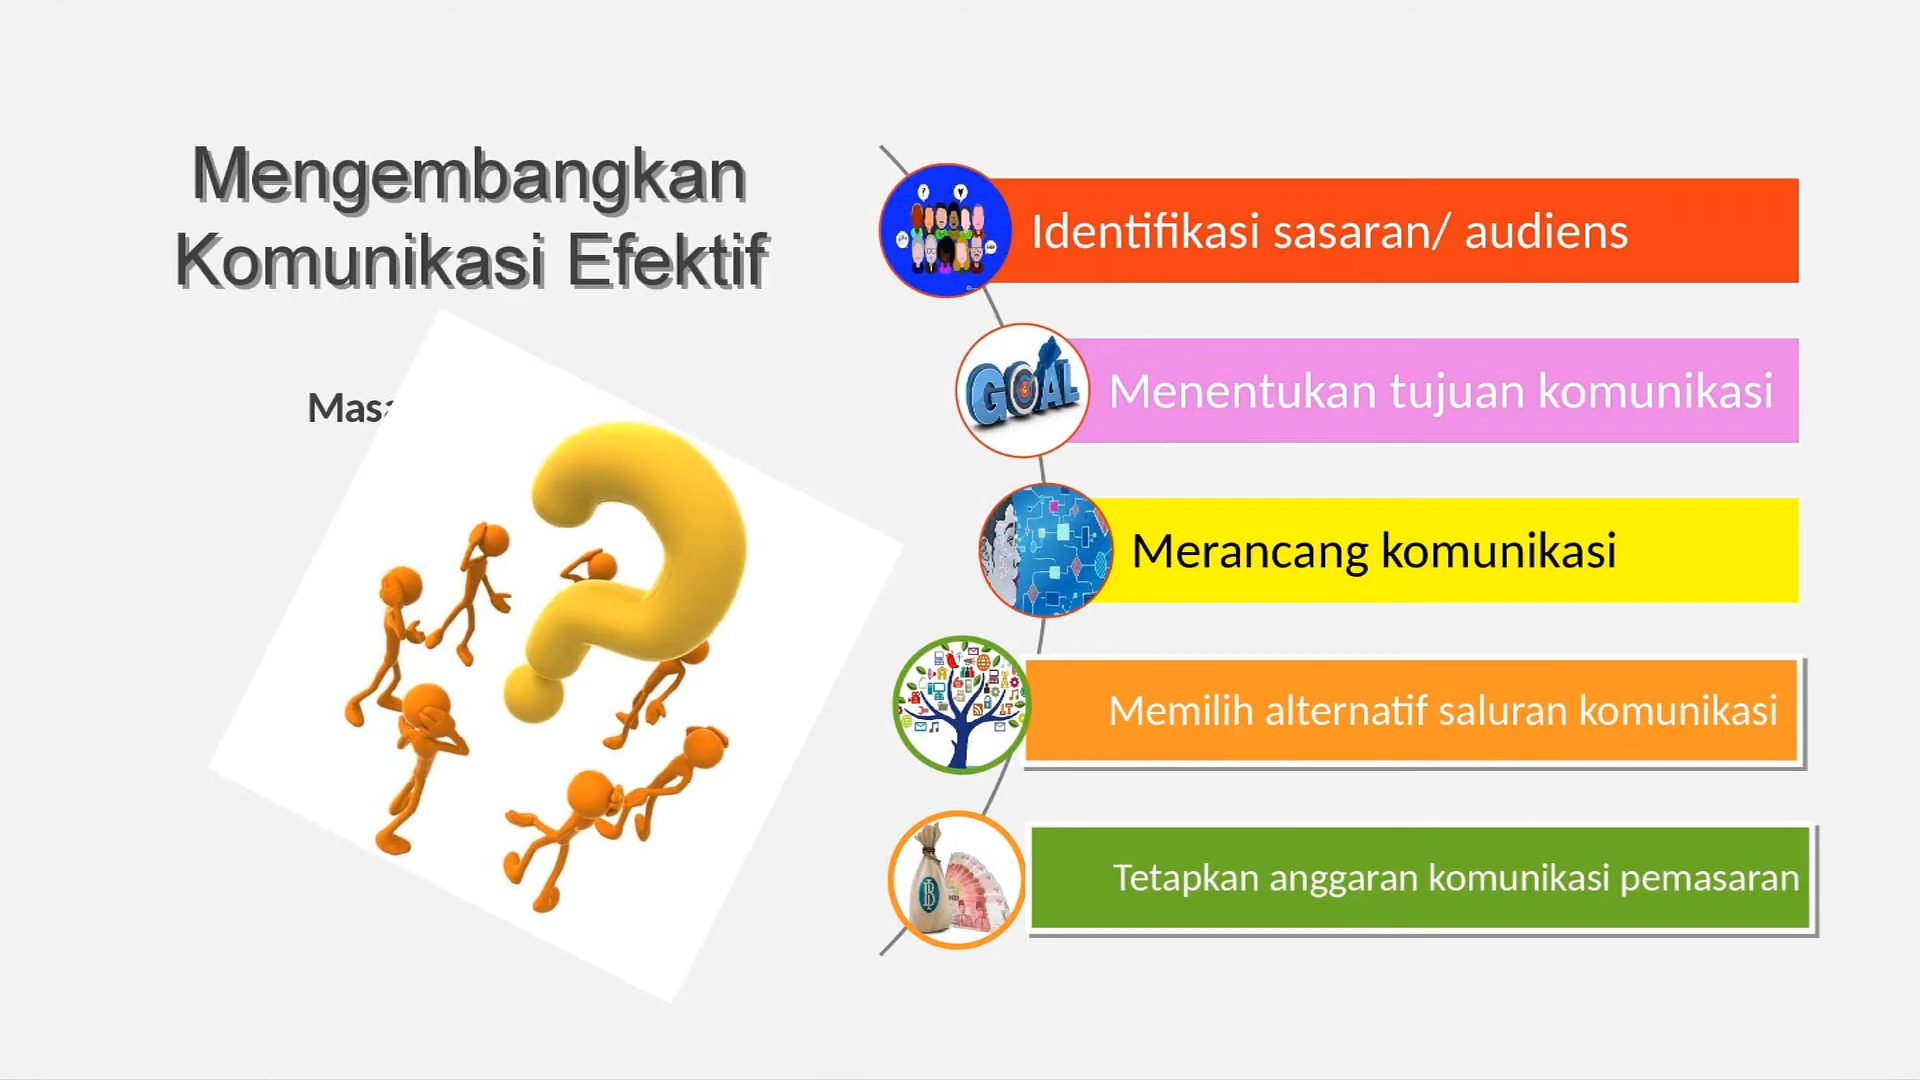 Mengembangkan
Komunikasi Efektif
Identifikasi sasaran/ audiens
GOAL
Menentukan tujuan komunikasi
Merancang komunikasi
Memilih alternatif saluran komunikasi
Tetapkan anggaran komunikasi pemasaran